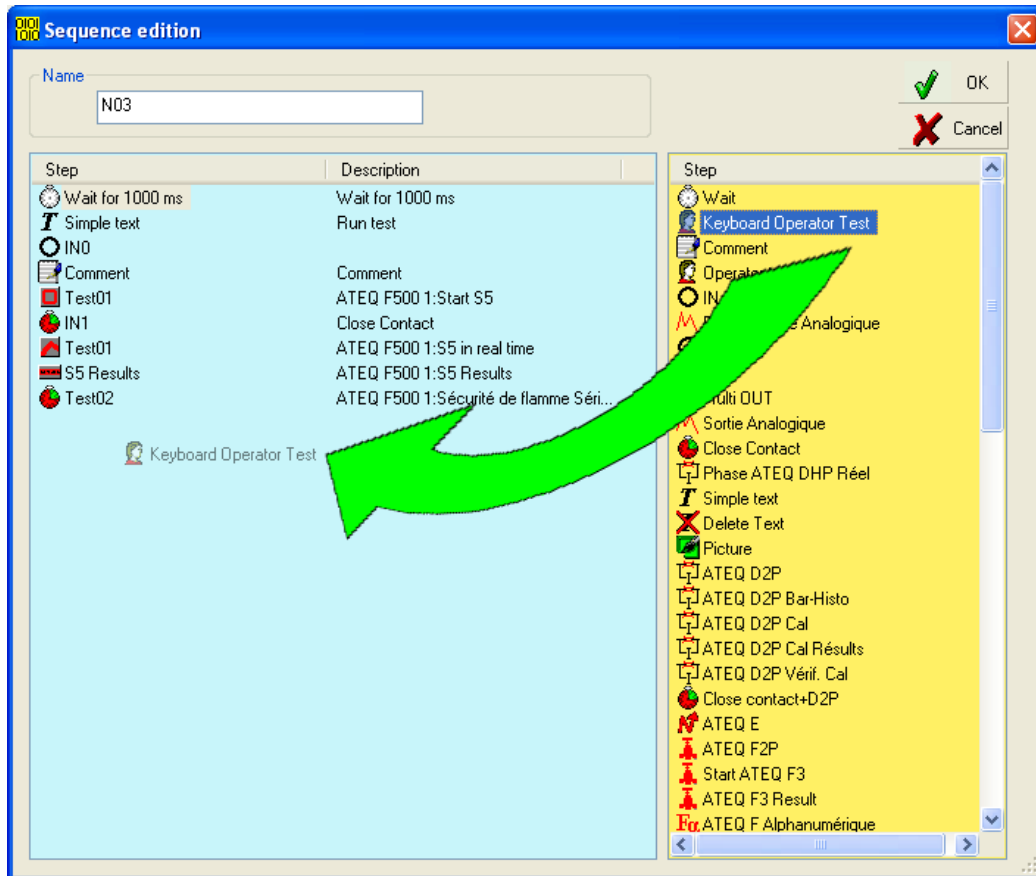 Sequence edition
Name
N03
OK
Cancel
Step Description
Wait for 1000 ms Wait for 1000 ms
Simple text Run test
IN0
Comment Comment
Test01 ATEQ F500 1:Start S5
IN1 Close Contact
Test01 ATEQ F500 1:S5 in real time
S5 Results ATEQ F500 1:S5 Results
Test02 ATEQ F500 1:Sécurité de flamme Séri...
Keyboard Operator Test
Step
Wait
Keyboard Operator Test
Comment
Analogique
OUT
Sortie Analogique
Close Contact
Phase ATEQ DHP Réel
Simple text
Delete Text
Picture
ATEQ D2P
ATEQ D2P Bar-Histo
ATEQ D2P Cal
ATEQ D2P Cal Résults
ATEQ D2P Vérif. Cal
Close contact+D2P
ATEQ E
ATEQ F2P
Start ATEQ F3
ATEQ F3 Result
Fα ATEQ F Alphanumérique